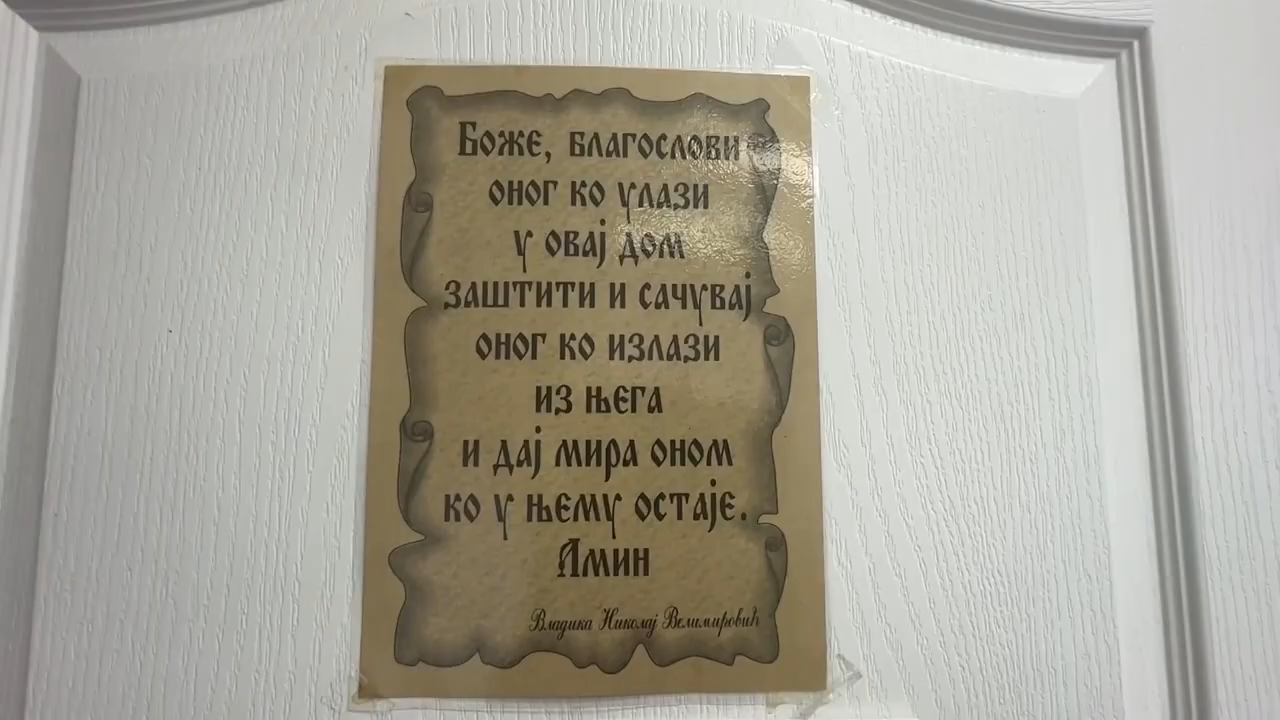 Боже, благослови
оног ко улази
у овај дом
заштити и сачувај
оног ко излази
из њега
и дај мира оном
ко у њему остаје.
Амин
Владика Николај Велимировић